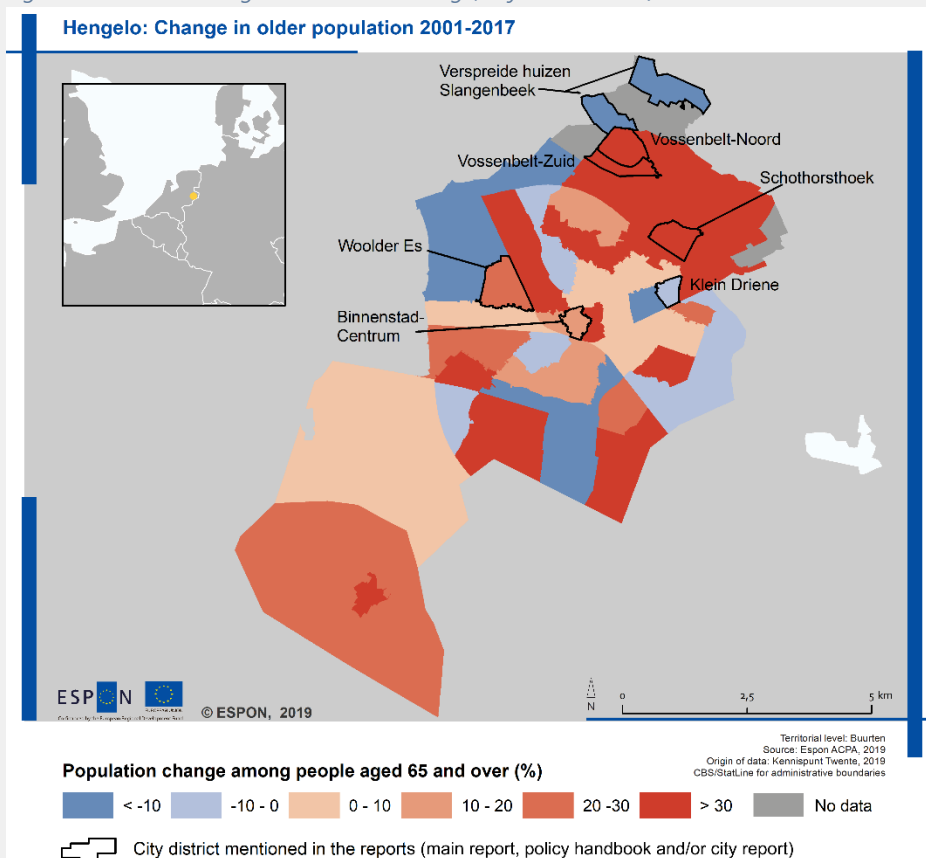 Hengelo: Change in older population 2001-2017
Verspreide huizen
Slangenbeek
Vossenbelt-Noord
Vossenbelt-Zuid
Schothorsthoek
Woolder Es
Klein Driene
Binnenstad-
Centrum
ESPON
© ESPON, 2019
N
0 2,5 5 km
Territorial level: Buurten
Source: Espon ACPA, 2019
Origin of data: Kennispunt Twente, 2019
CBS/StatLine for administrative boundaries
Population change among people aged 65 and over (%)
< -10 -10 - 0 0 - 10 10 - 20 20 -30 > 30 No data
City district mentioned in the reports (main report, policy handbook and/or city report)